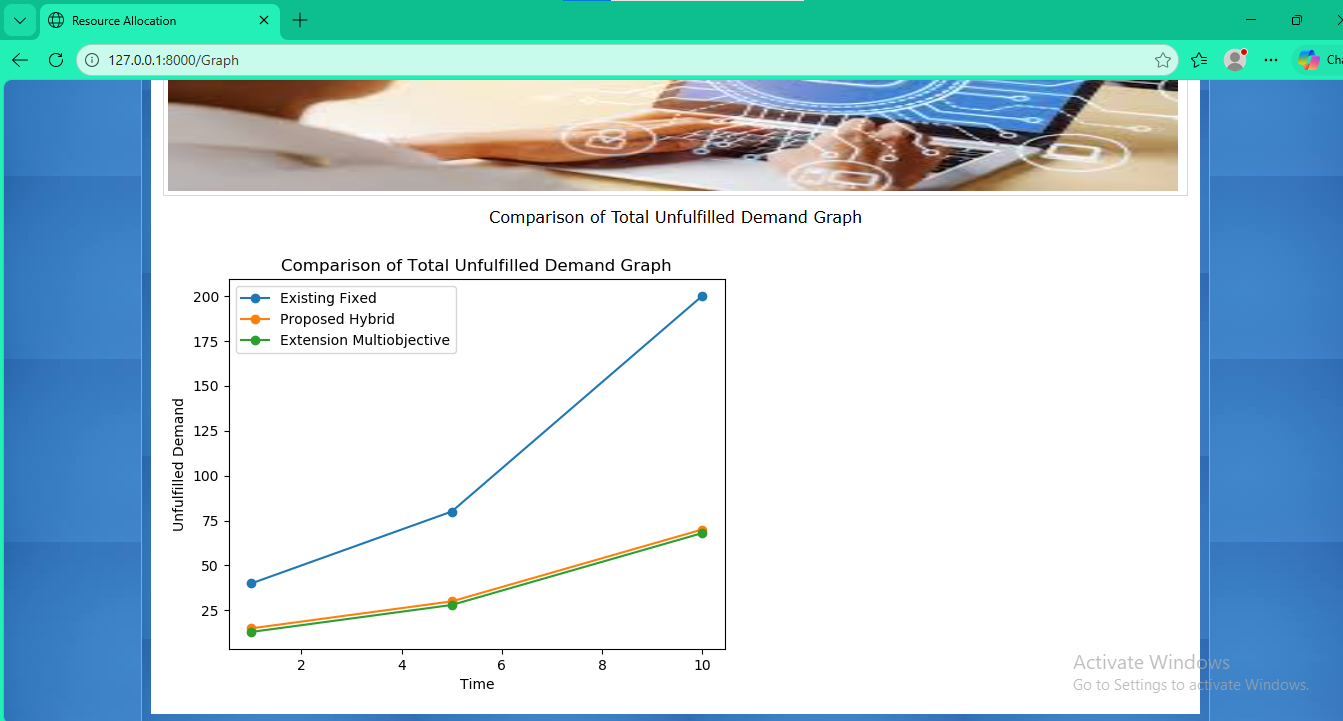 Resource Allocation
127.0.0.1:8000/Graph
Comparison of Total Unfulfilled Demand Graph
Comparison of Total Unfulfilled Demand Graph
Existing Fixed
Proposed Hybrid
Extension Multiobjective
200
175
150
125
100
75
50
25
Unfulfilled Demand
2 4 6 8 10
Time
Activate Windows
Go to Settings to activate Windows.